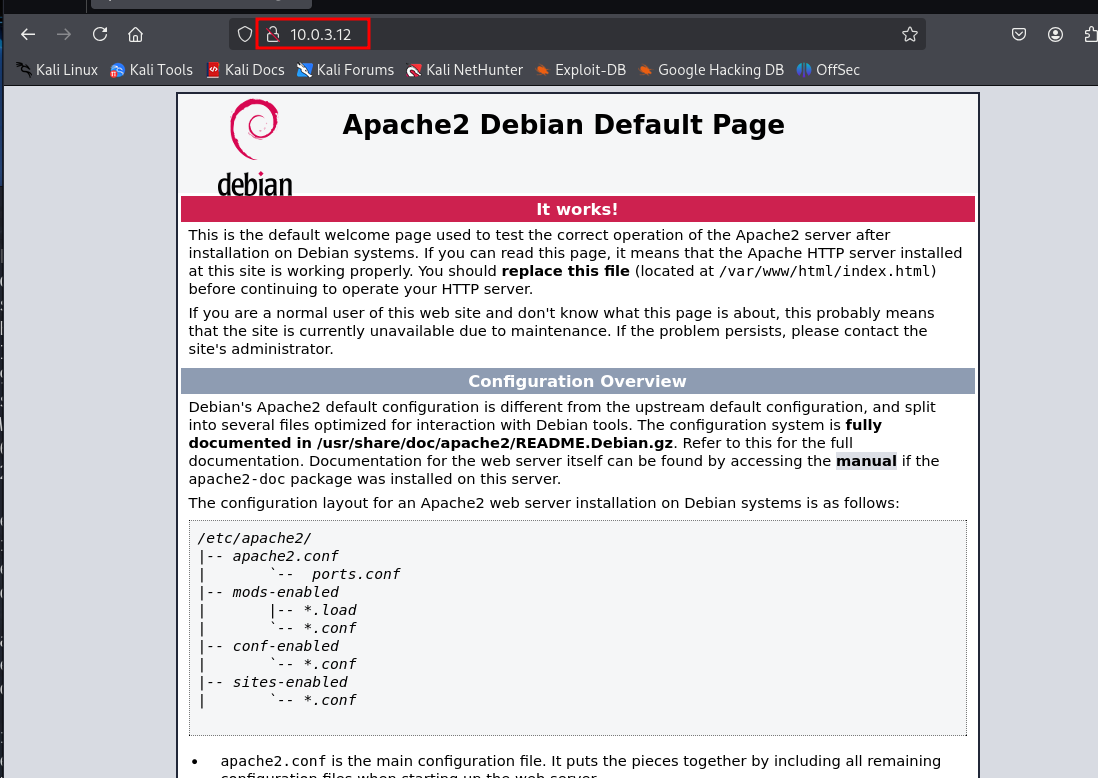 10.0.3.12
Kali Linux Kali Tools Kali Docs Kali Forums Kali NetHunter Exploit-DB Google Hacking DB OffSec
debian
Apache2 Debian Default Page
It works!
This is the default welcome page used to test the correct operation of the Apache2 server after
installation on Debian systems. If you can read this page, it means that the Apache HTTP server installed
at this site is working properly. You should replace this file (located at /var/www/html/index.html)
before continuing to operate your HTTP server.
If you are a normal user of this web site and don't know what this page is about, this probably means
that the site is currently unavailable due to maintenance. If the problem persists, please contact the
site's administrator.
Configuration Overview
Debian's Apache2 default configuration is different from the upstream default configuration, and split
into several files optimized for interaction with Debian tools. The configuration system is fully
documented in /usr/share/doc/apache2/README.Debian.gz. Refer to this for the full
documentation. Documentation for the web server itself can be found by accessing the manual if the
apache2-doc package was installed on this server.
The configuration layout for an Apache2 web server installation on Debian systems is as follows:
/etc/apache2/
|-- apache2.conf
|       `--  ports.conf
|-- mods-enabled
|       |-- *.load
|       `-- *.conf
|-- conf-enabled
|       `-- *.conf
|-- sites-enabled
|       `-- *.conf
• apache2.conf is the main configuration file. It puts the pieces together by including all remaining
configuration files when starting up the web server.